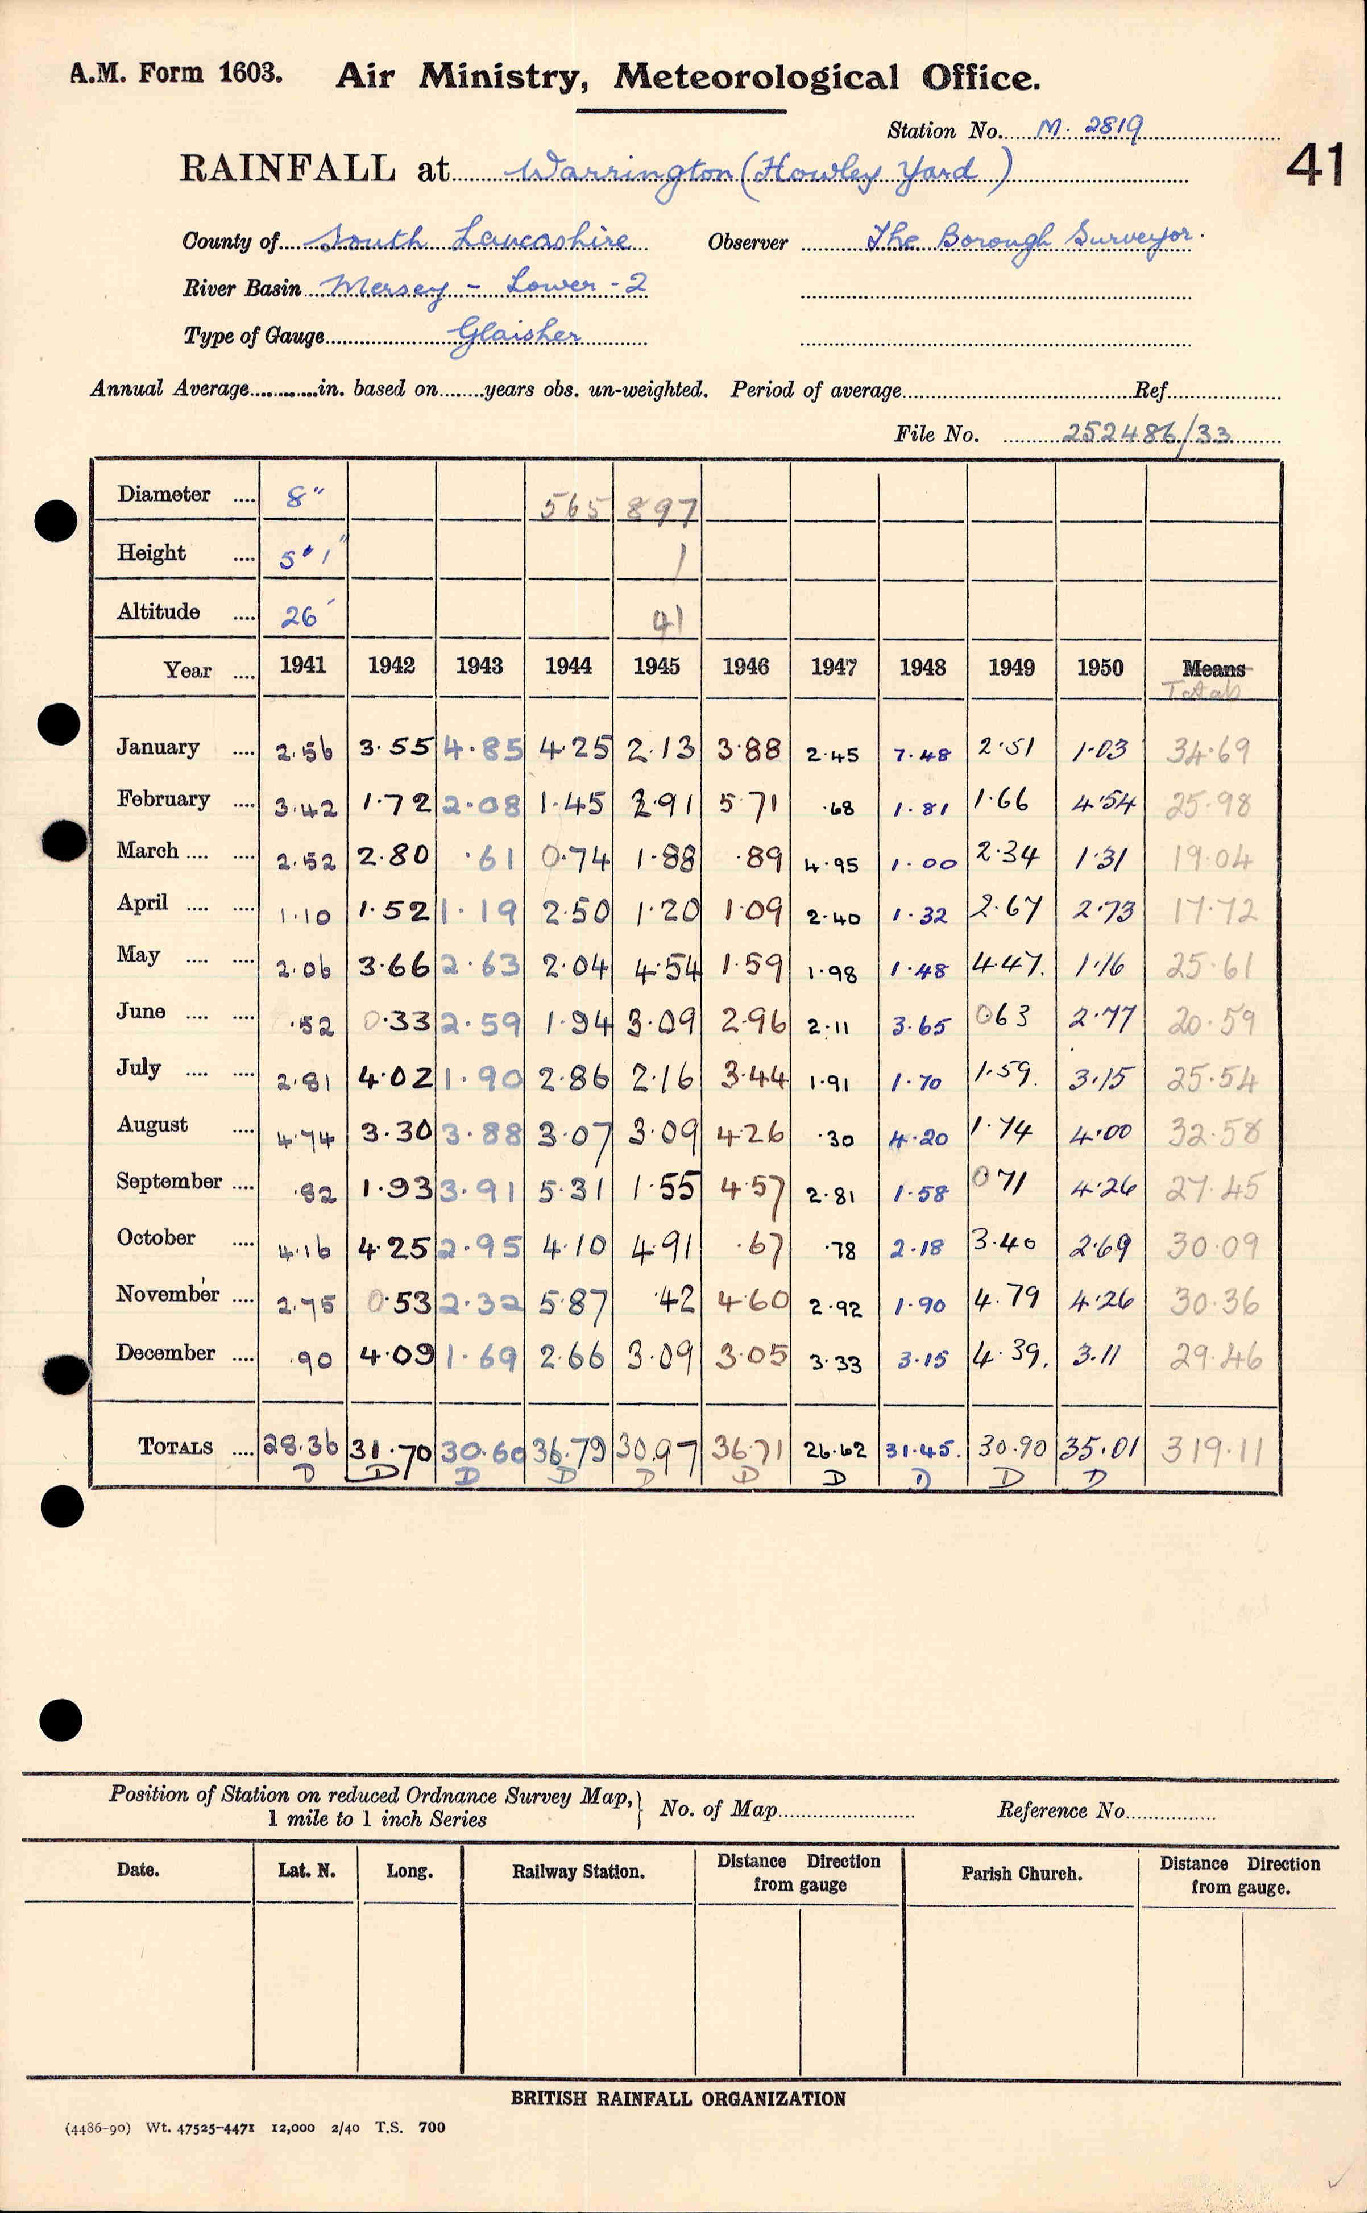 A.M. Form 1603. Air Ministry, Meteorological Office.
Station No. M. 2819
41
RAINFALL at Warrington (Howley Yard)
County of South Lancashire Observer The Borough Surveyor.
River Basin Mersey - Lower - 2
Type of Gauge Glaisher
Annual Average in. based on years obs. un-weighted. Period of average Ref.
File No. 252486/33
Diameter 8" 565 897
Height 5' 1" 1
Altitude 26' 41
Year 1941 1942 1943 1944 1945 1946 1947 1948 1949 1950 Means
Totals
January 2.56 3.55 4.85 4.25 2.13 3.88 2.45 7.48 2.51 1.03 34.69
February 3.42 1.72 2.08 1.45 2.91 5.71 .68 1.81 1.66 4.54 25.98
March 2.52 2.80 .61 0.74 1.88 .89 4.95 1.00 2.34 1.31 19.04
April 1.10 1.52 1.19 2.50 1.20 1.09 2.40 1.32 2.67 2.73 17.72
May 2.06 3.66 2.63 2.04 4.54 1.59 1.98 1.48 4.47. 1.16 25.61
June .52 0.33 2.59 1.94 3.09 2.96 2.11 3.65 0.63 2.77 20.59
July 2.81 4.02 1.90 2.86 2.16 3.44 1.91 1.70 1.59. 3.15 25.54
August 4.74 3.30 3.88 3.07 3.09 4.26 .30 4.20 1.74 4.00 32.58
September .82 1.93 3.91 5.31 1.55 4.57 2.81 1.58 0.71 4.26 27.45
October 4.16 4.25 2.95 4.10 4.91 .67 .78 2.18 3.40 2.69 30.09
November 2.75 0.53 2.32 5.87 .42 4.60 2.92 1.90 4.79 4.26 30.36
December .90 4.09 1.69 2.66 3.09 3.05 3.33 3.15 4.39. 3.11 29.46
TOTALS 28.36 31.70 30.60 36.79 30.97 36.71 26.62 31.45. 30.90 35.01 319.11
D D D D D D D D D D
Position of Station on reduced Ordnance Survey Map, 1 mile to 1 inch Series } No. of Map Reference No.
Date. Lat. N. Long. Railway Station. Distance Direction from gauge Parish Church. Distance Direction from gauge.
BRITISH RAINFALL ORGANIZATION
(4486-90) Wt. 47525-4471 12,000 2/40 T.S. 700